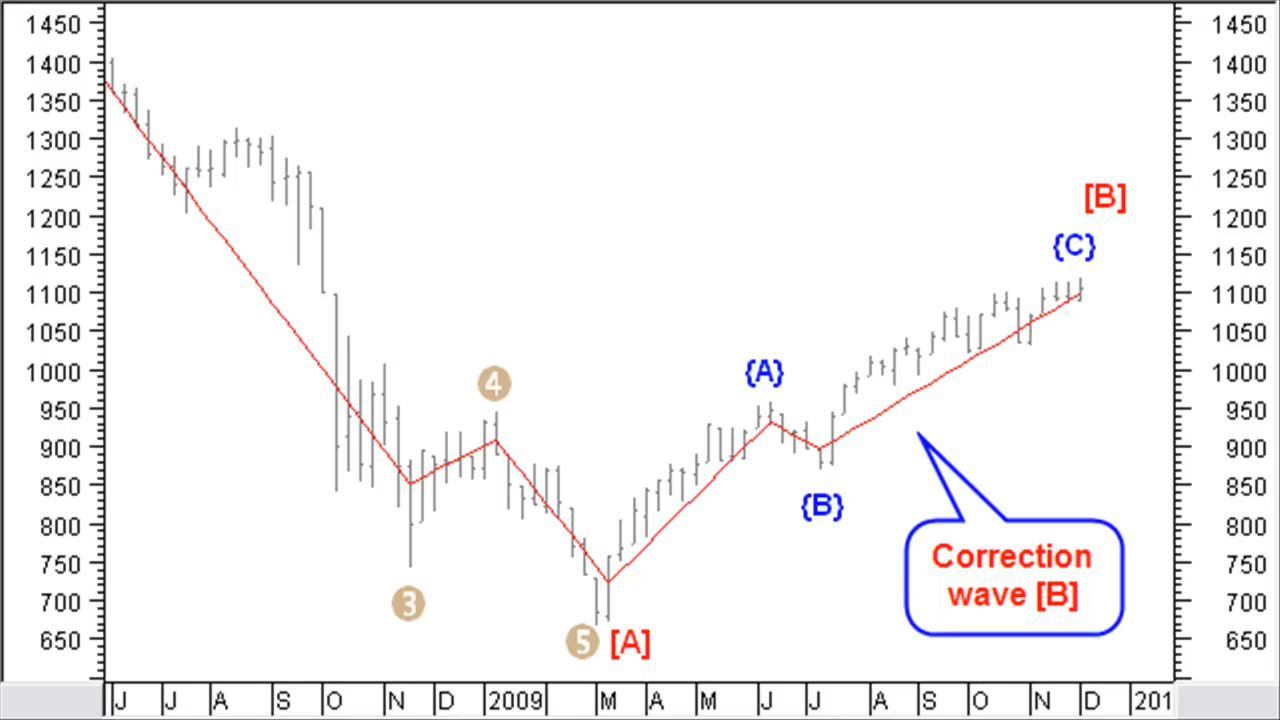 1450 1450
1400 1400
1350 1350
1300 1300
1250 1250
[B]
1200 1200
{C}
1150 1150
1100 1100
1050 1050
1000 {A} 1000
4
950 950
900 900
850 850
{B}
800 800
750 Correction 750
700 3 wave [B] 700
650 5 [A] 650
J J A S O N D 2009 M A M J J A S O N D 201